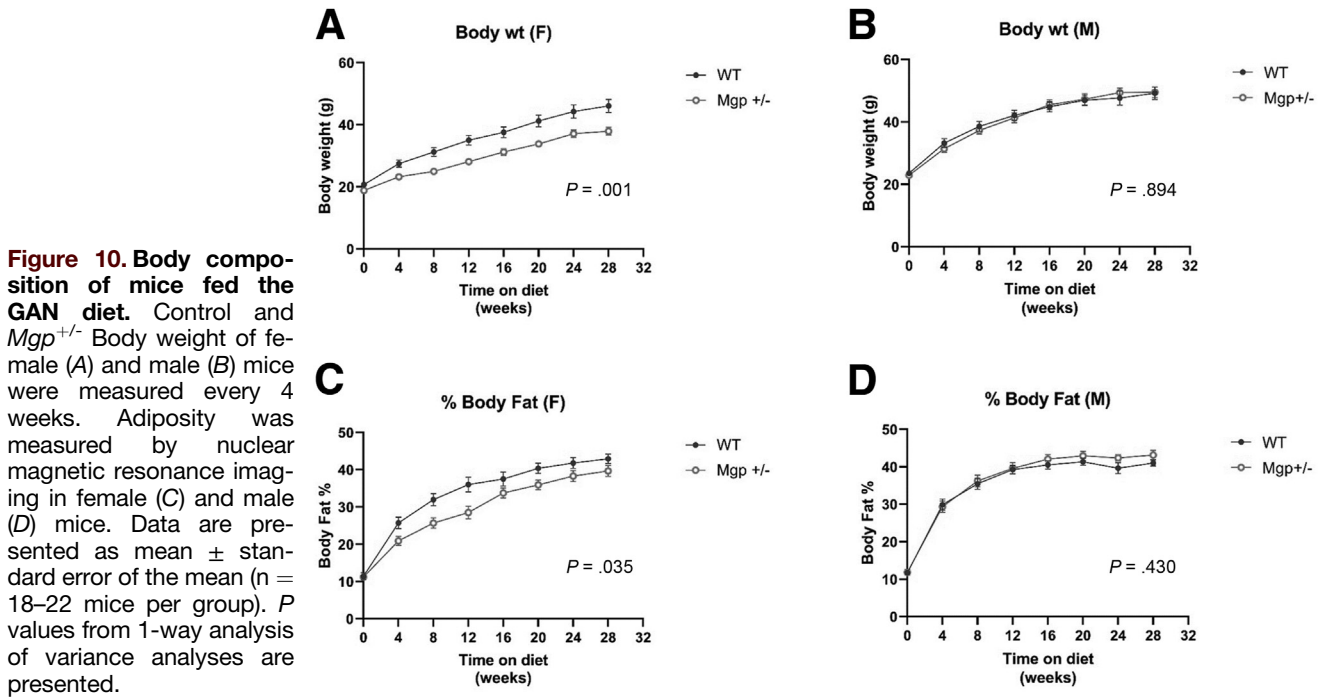 Figure 10. Body compo-
sition of mice fed the
GAN diet. Control and
Mgp+/- Body weight of fe-
male (A) and male (B) mice
were measured every 4
weeks. Adiposity was
measured by nuclear
magnetic resonance imag-
ing in female (C) and male
(D) mice. Data are pre-
sented as mean ± stan-
dard error of the mean (n =
18–22 mice per group). P
values from 1-way analysis
of variance analyses are
presented.
A
Body wt (F)
60
40
20
0
Body weight (g)
0 4 8 12 16 20 24 28 32
Time on diet
(weeks)
WT
Mgp +/-
P = .001
B
Body wt (M)
60
40
20
0
Body weight (g)
0 4 8 12 16 20 24 28 32
Time on diet
(weeks)
WT
Mgp+/-
P = .894
C
% Body Fat (F)
50
40
30
20
10
0
Body Fat %
0 4 8 12 16 20 24 28 32
Time on diet
(weeks)
WT
Mgp +/-
P = .035
D
% Body Fat (M)
50
40
30
20
10
0
Body Fat %
0 4 8 12 16 20 24 28 32
Time on diet
(weeks)
WT
Mgp+/-
P = .430